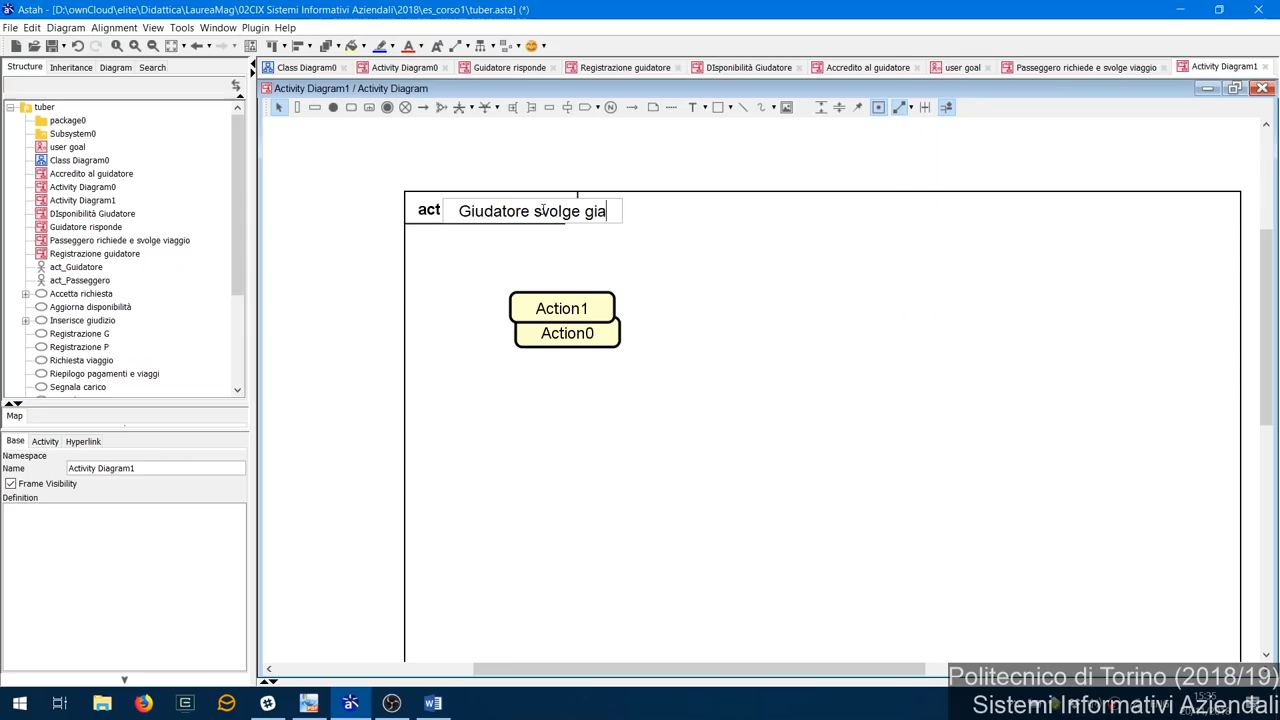 Astah - [D:\ownCloud\elite\Didattica\LaureaMag\02CIX Sistemi Informativi Aziendali\2018\es_corso1\tuber.asta] (*)
File Edit Diagram Alignment View Tools Window Plugin Help
Structure Inheritance Diagram Search
Class Diagram0 Activity Diagram0 Guidatore risponde Registrazione guidatore DIsponibilità Giudatore Accredito al guidatore user goal Passeggero richiede e svolge viaggio Activity Diagram1
Activity Diagram1 / Activity Diagram
tuber
package0
Subsystem0
user goal
Class Diagram0
Accredito al guidatore
Activity Diagram0
Activity Diagram1
DIsponibilità Giudatore
Guidatore risponde
Passeggero richiede e svolge viaggio
Registrazione guidatore
act_Guidatore
act_Passeggero
Accetta richiesta
Aggiorna disponibilità
Inserisce giudizio
Registrazione G
Registrazione P
Richiesta viaggio
Riepilogo pagamenti e viaggi
Segnala carico
Map
Base Activity Hyperlink
Namespace
Name Activity Diagram1
Frame Visibility
Definition
act Giudatore svolge gia
Action1
Action0
Politecnico di Torino (2018/19)
Sistemi Informativi Aziendali